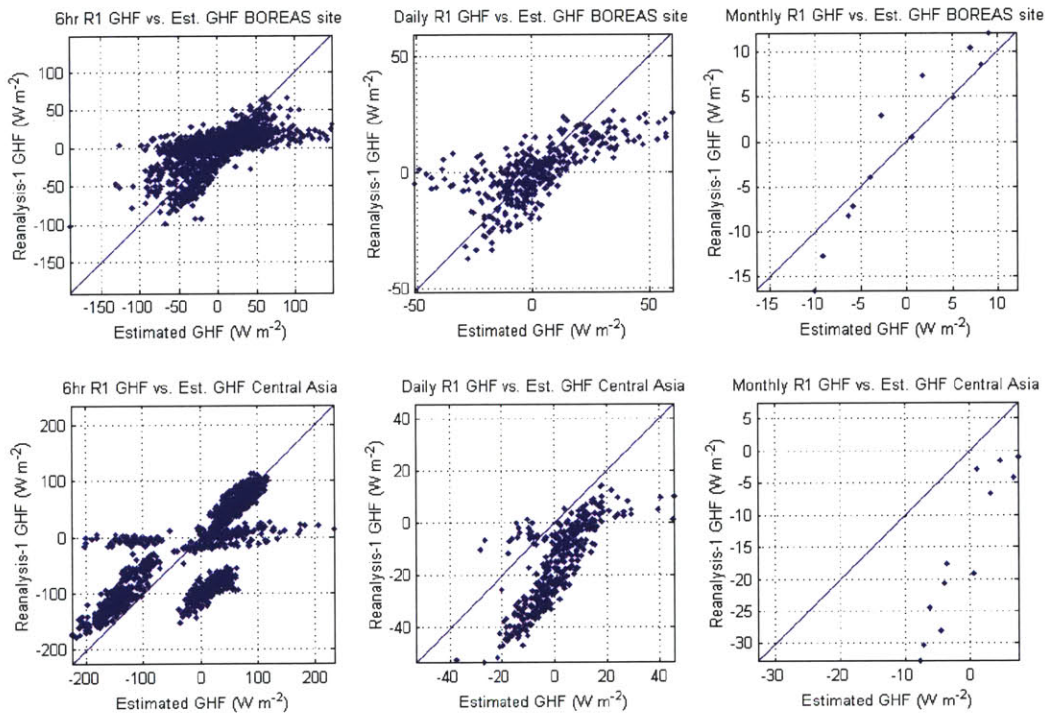 6hr R1 GHF vs. Est. GHF BOREAS site
Reanalysis-1 GHF (W m-2)
100
50
0
-50
-100
-150
-150 -100 -50 0 50 100
Estimated GHF (W m-2)
Daily R1 GHF vs. Est. GHF BOREAS site
Reanalysis-1 GHF (W m-2)
50
0
-50
-50 0 50
Estimated GHF (W m-2)
Monthly R1 GHF vs. Est. GHF BOREAS site
Reanalysis-1 GHF (W m-2)
10
5
0
-5
-10
-15
-15 -10 -5 0 5 10
Estimated GHF (W m-2)
6hr R1 GHF vs. Est. GHF Central Asia
Reanalysis-1 GHF (W m-2)
200
100
0
-100
-200
-200 -100 0 100 200
Estimated GHF (W m-2)
Daily R1 GHF vs. Est. GHF Central Asia
Reanalysis-1 GHF (W m-2)
40
20
0
-20
-40
-40 -20 0 20 40
Estimated GHF (W m-2)
Monthly R1 GHF vs. Est. GHF Central Asia
Reanalysis-1 GHF (W m-2)
5
0
-5
-10
-15
-20
-25
-30
-30 -20 -10 0
Estimated GHF (W m-2)